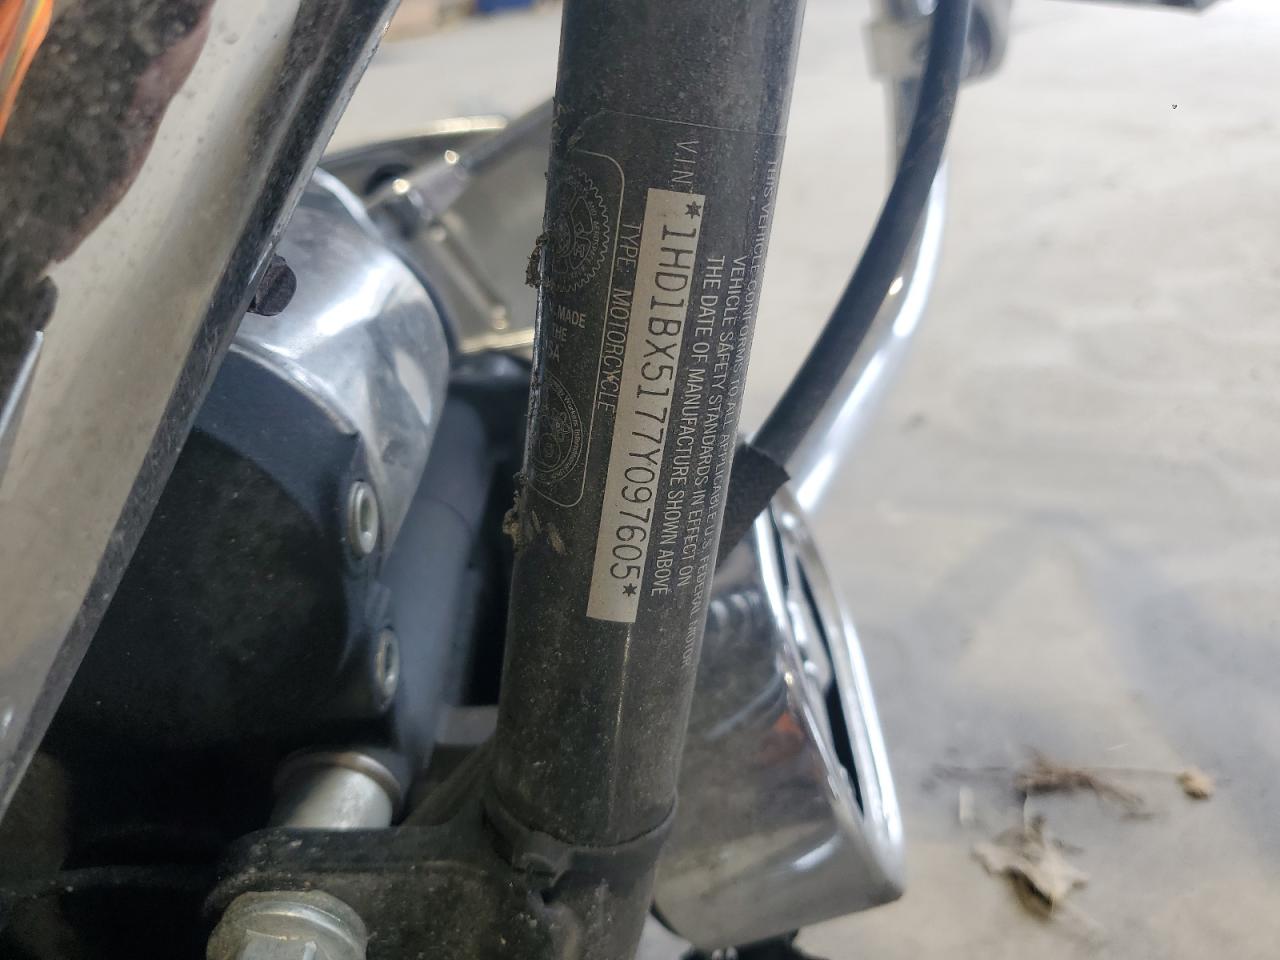 THIS VEHICLE CONFORMS TO ALL APPLICABLE U.S. FEDERAL MOTOR
VEHICLE SAFETY STANDARDS IN EFFECT ON
THE DATE OF MANUFACTURE SHOWN ABOVE
V.I.N.
*1HD1BX5177Y097605*
TYPE: MOTORCYCLE
MADE
THE